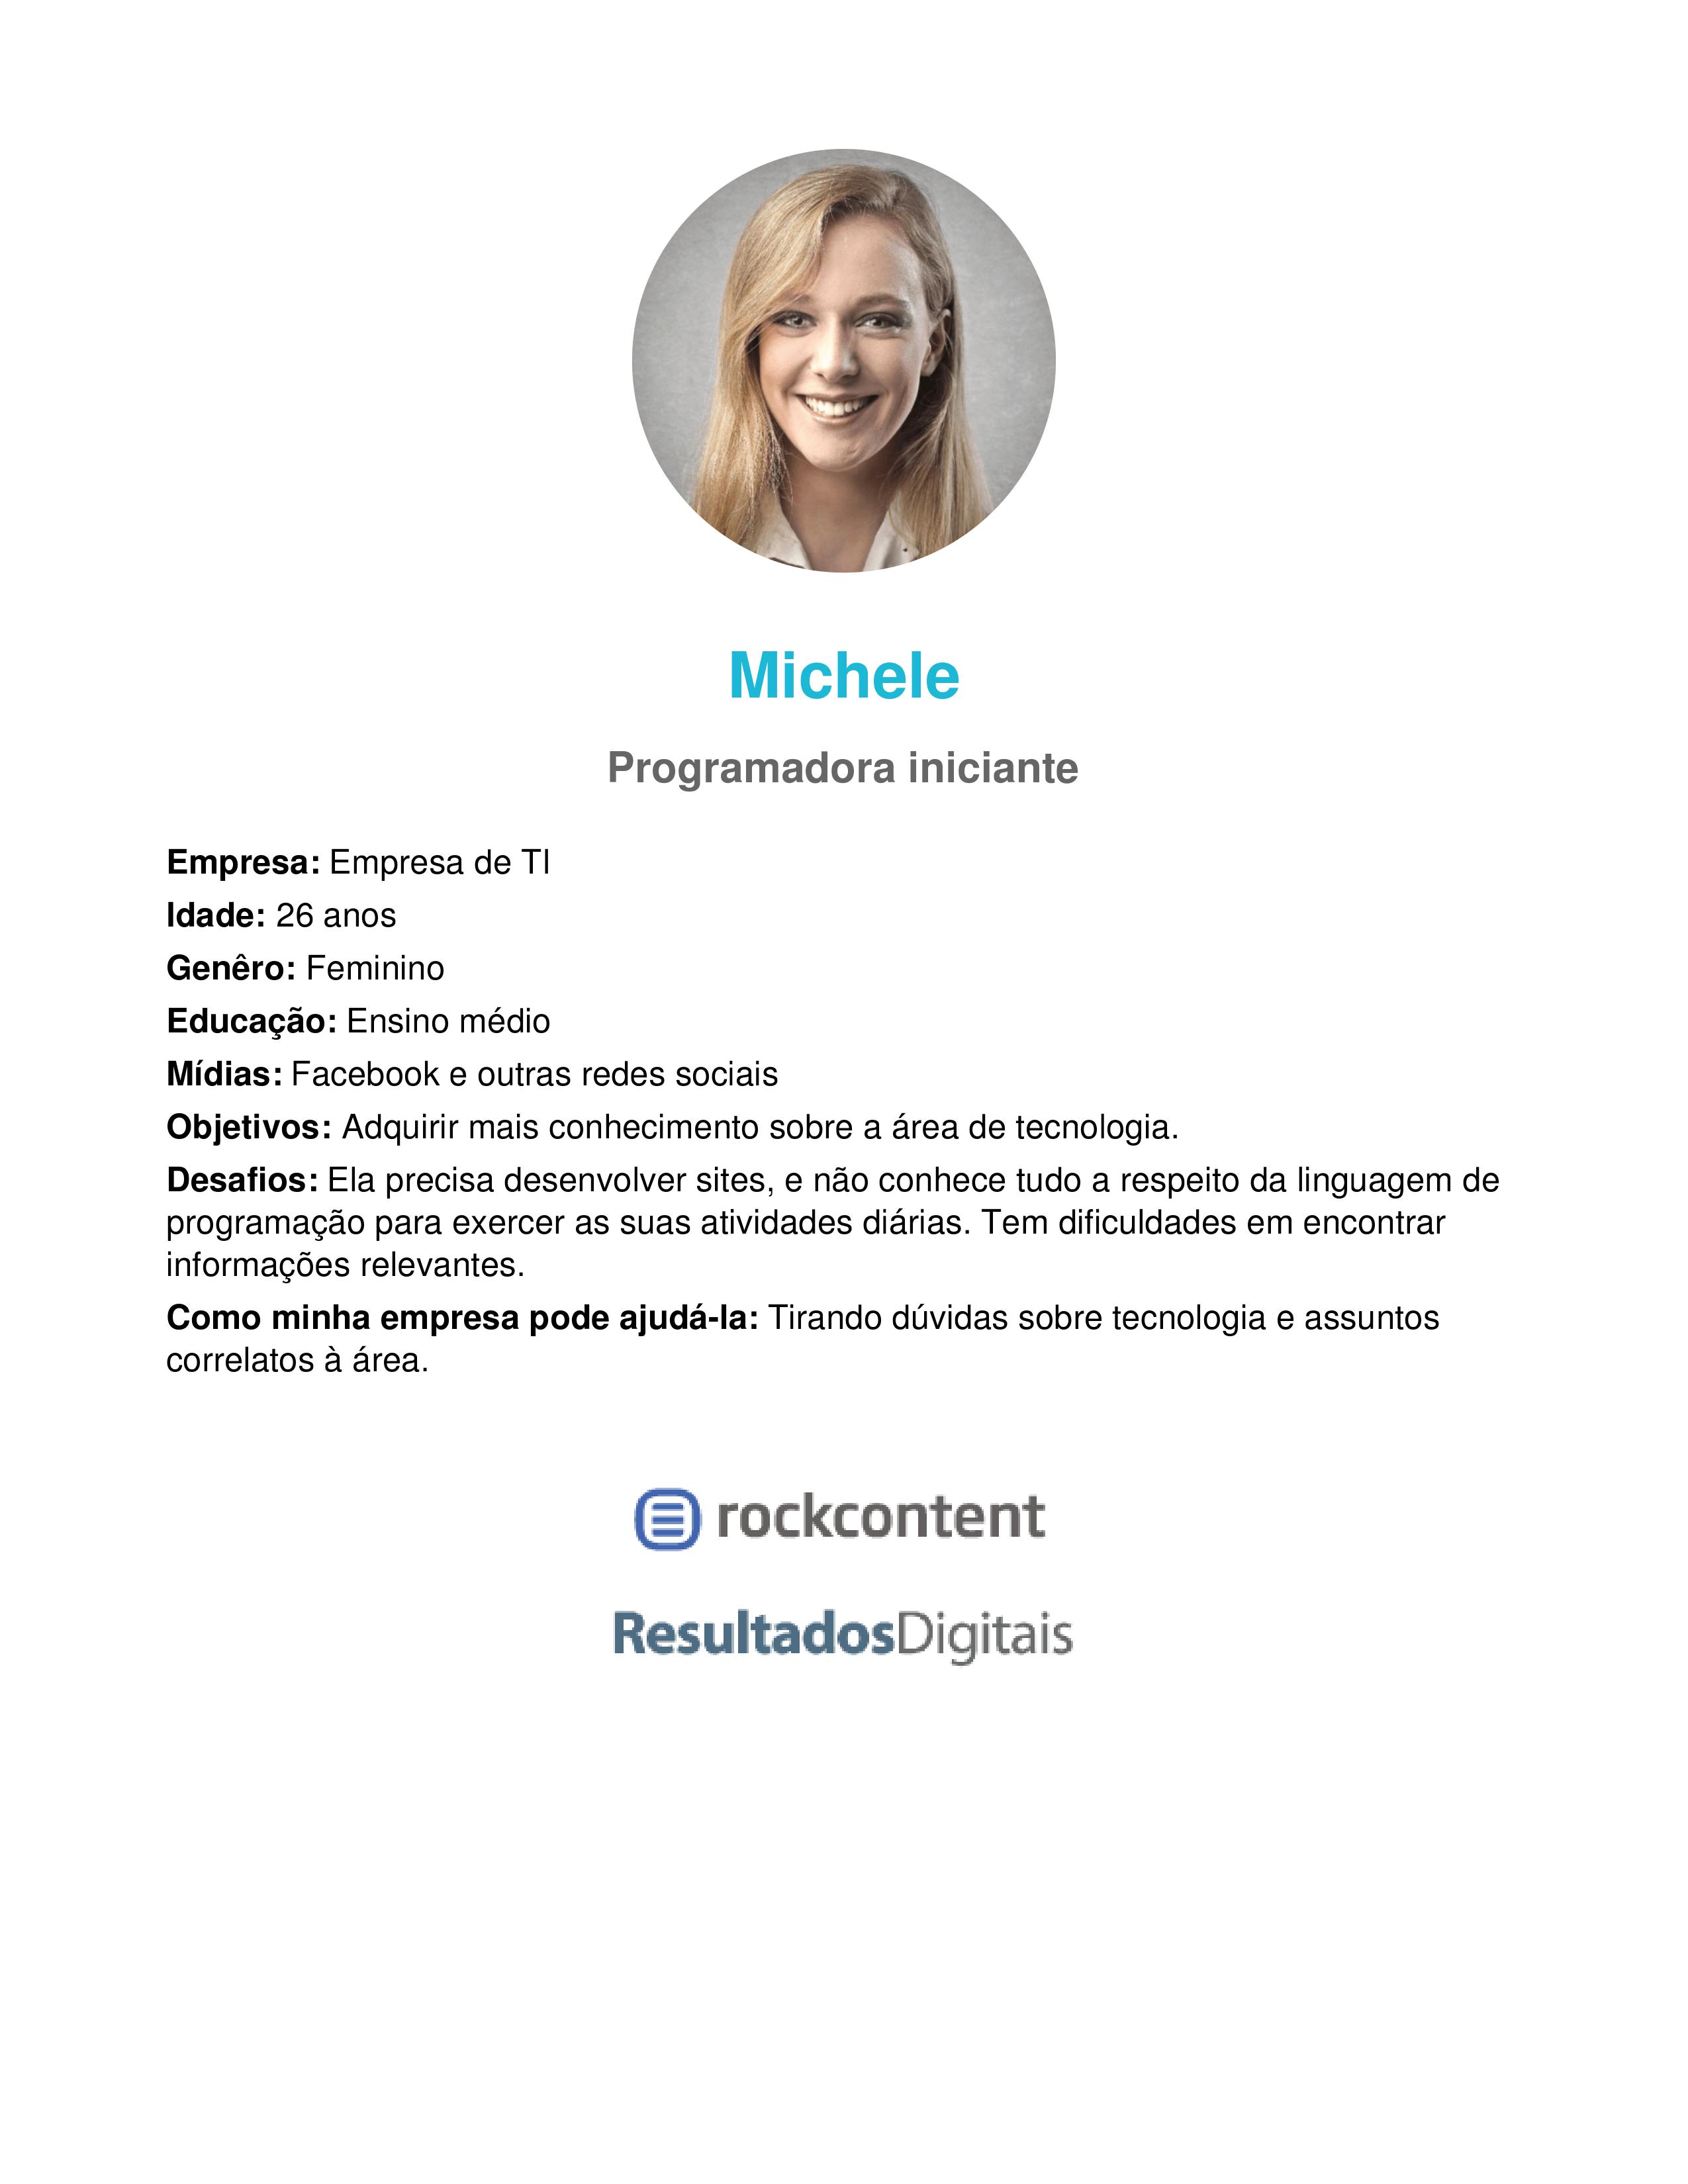 Michele
Programadora iniciante
Empresa: Empresa de TI
Idade: 26 anos
Genêro: Feminino
Educação: Ensino médio
Mídias: Facebook e outras redes sociais
Objetivos: Adquirir mais conhecimento sobre a área de tecnologia.
Desafios: Ela precisa desenvolver sites, e não conhece tudo a respeito da linguagem de
programação para exercer as suas atividades diárias. Tem dificuldades em encontrar
informações relevantes.
Como minha empresa pode ajudá-la: Tirando dúvidas sobre tecnologia e assuntos
correlatos à área.
rockcontent
ResultadosDigitais